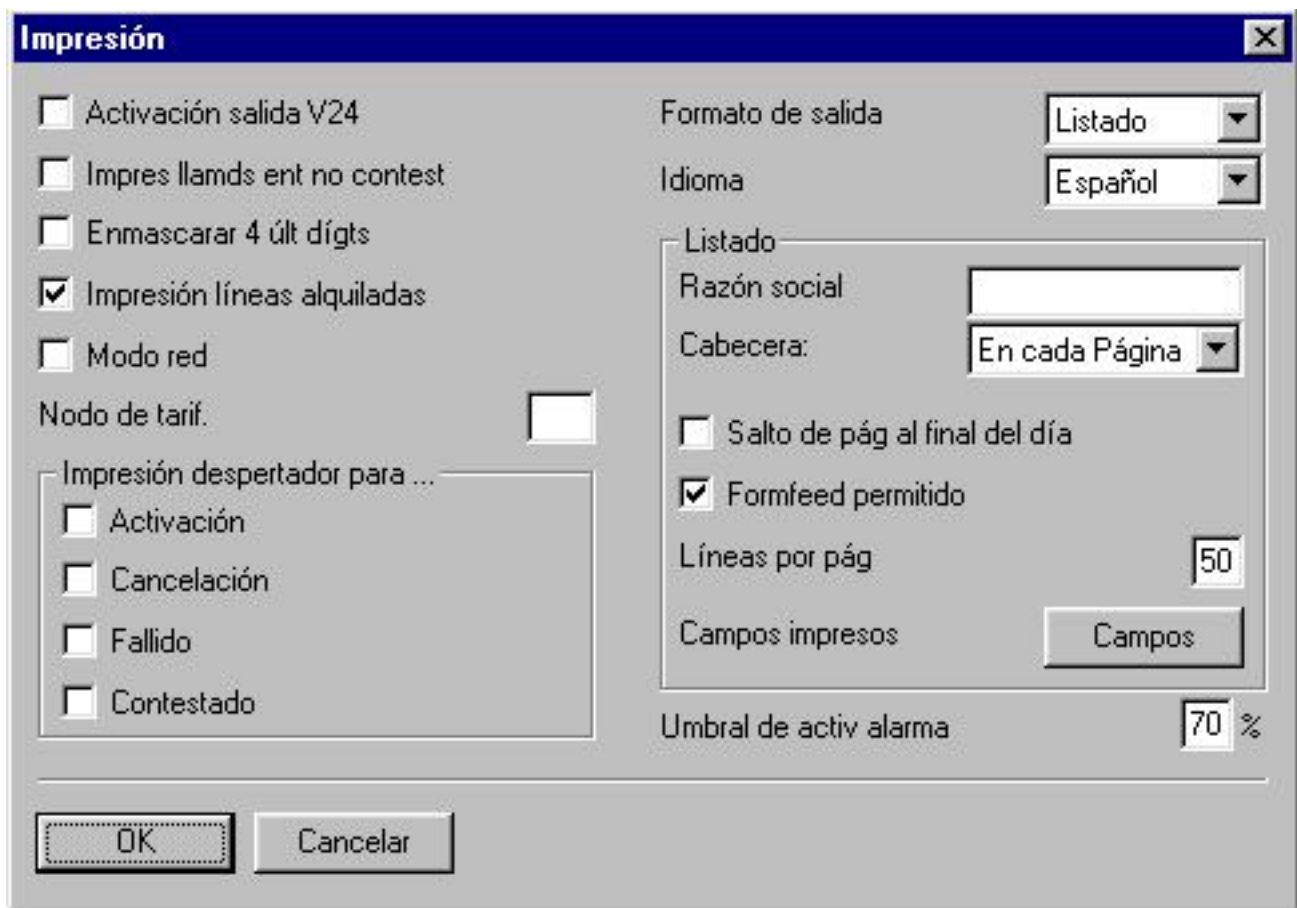 Impresión
Activación salida V24
Impres llamds ent no contest
Enmascarar 4 últ dígts
Impresión líneas alquiladas
Modo red
Nodo de tarif.
Impresión despertador para ...
Activación
Cancelación
Fallido
Contestado
Formato de salida
Listado
Idioma
Español
Listado
Razón social
Cabecera:
En cada Página
Salto de pág al final del día
Formfeed permitido
Líneas por pág
50
Campos impresos
Campos
Umbral de activ alarma
70 %
OK
Cancelar